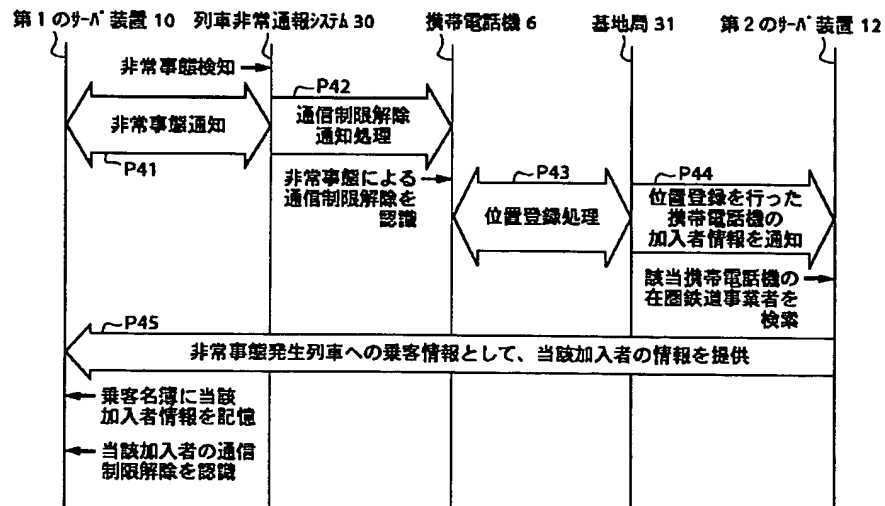 第1のｻｰﾊﾞ装置10
列車非常通報ｼｽﾃﾑ30
携帯電話機6
基地局31
第2のｻｰﾊﾞ装置12
非常事態検知
P42
非常事態通知
通信制限解除
通知処理
P41
非常事態による
通信制限解除を
認識
P43
位置登録処理
P44
位置登録を行った
携帯電話機の
加入者情報を通知
該当携帯電話機の
在圏鉄道事業者を
検索
P45
非常事態発生列車への乗客情報として、当該加入者の情報を提供
乗客名簿に当該
加入者情報を記憶
当該加入者の通信
制限解除を認識